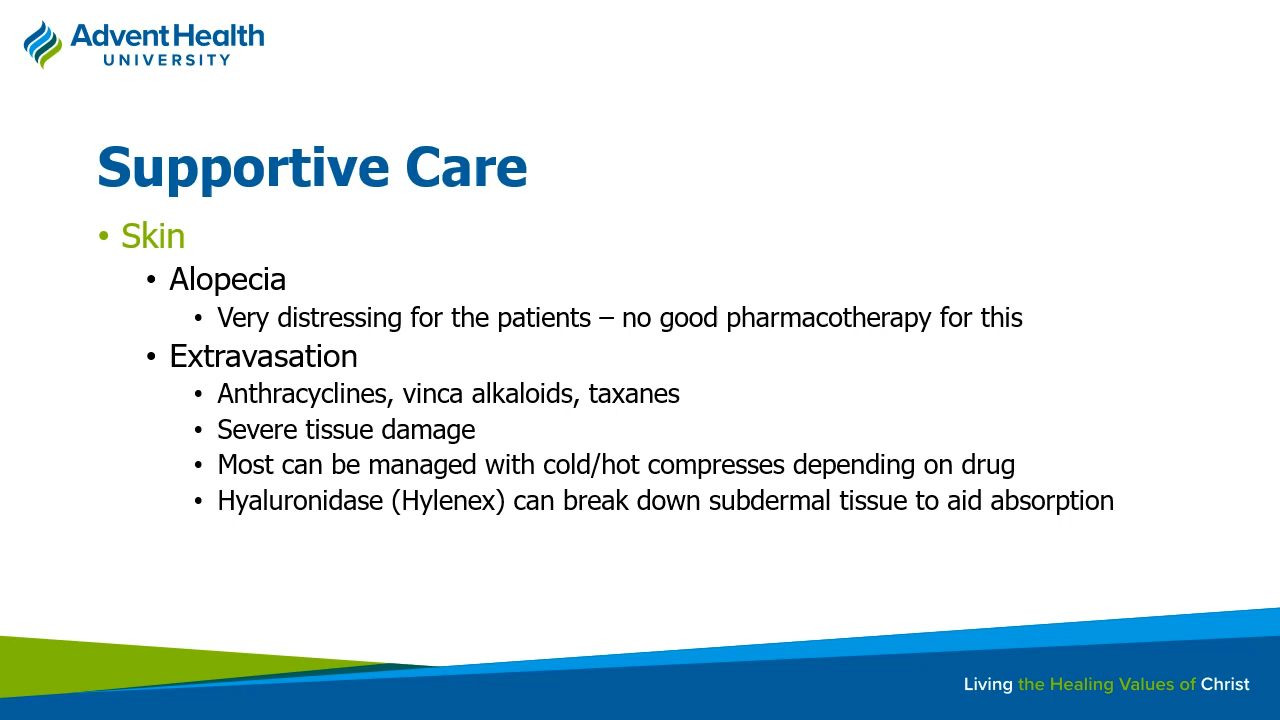 AdventHealth
UNIVERSITY
Supportive Care
• Skin
• Alopecia
• Very distressing for the patients – no good pharmacotherapy for this
• Extravasation
• Anthracyclines, vinca alkaloids, taxanes
• Severe tissue damage
• Most can be managed with cold/hot compresses depending on drug
• Hyaluronidase (Hylenex) can break down subdermal tissue to aid absorption
Living the Healing Values of Christ